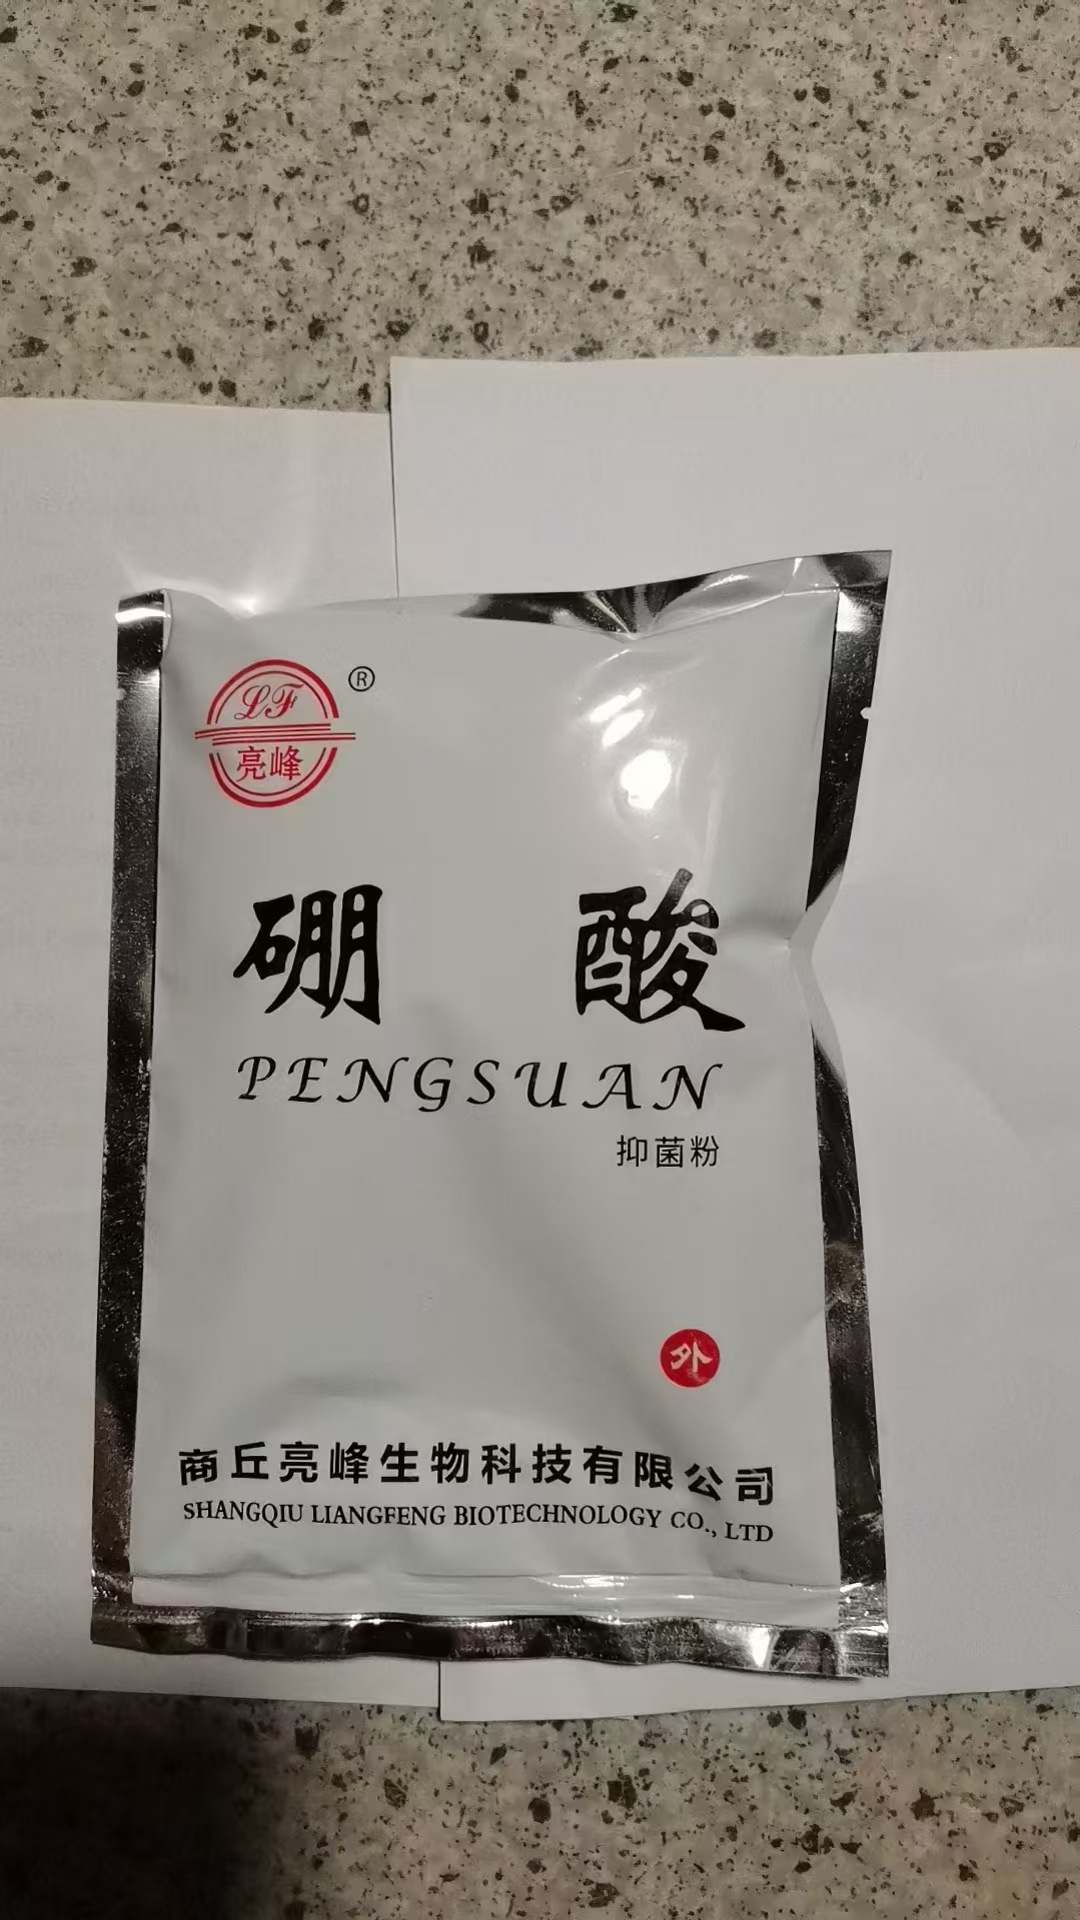 LF
®
亮峰
硼 酸
PENGSUAN
抑菌粉
外
商丘亮峰生物科技有限公司
SHANGQIU LIANGFENG BIOTECHNOLOGY CO., LTD